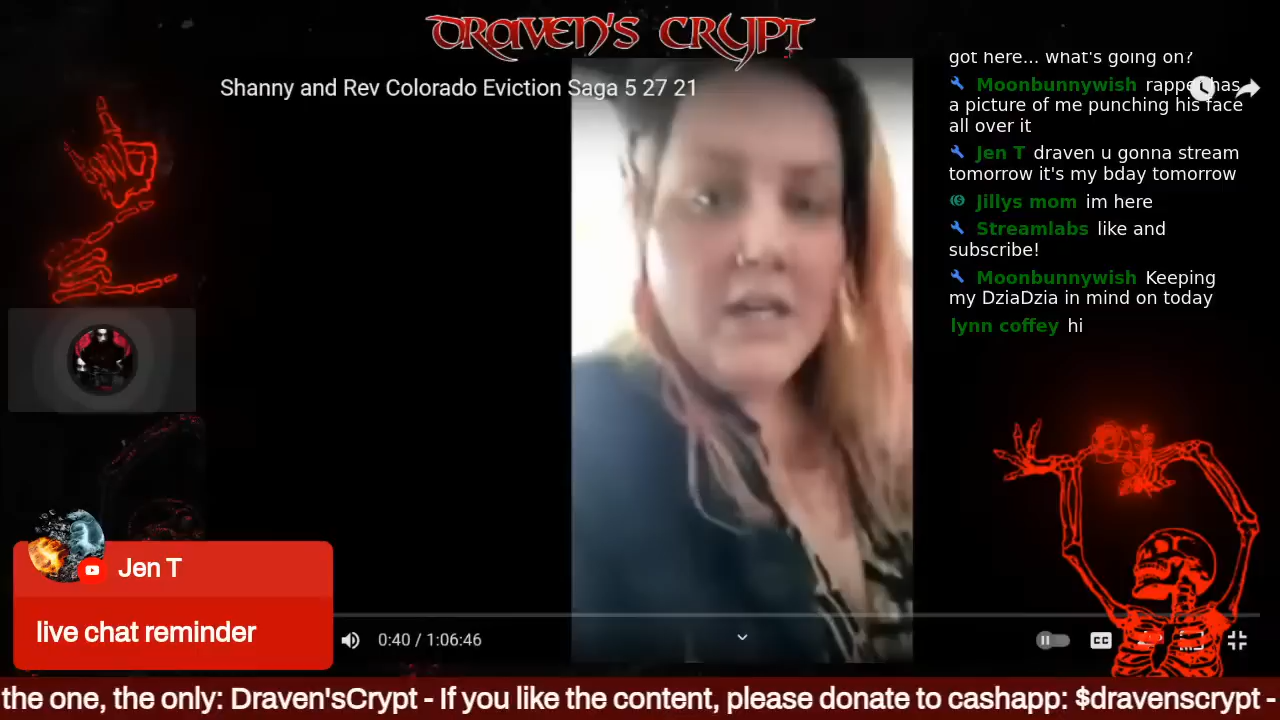 DRAVEN'S CRYPT
Shanny and Rev Colorado Eviction Saga 5 27 21
got here... what's going on?
Moonbunnywish rapper has
a picture of me punching his face
all over it
Jen T draven u gonna stream
tomorrow it's my bday tomorrow
Jillys mom im here
Streamlabs like and
subscribe!
Moonbunnywish Keeping
my DziaDzia in mind on today
lynn coffey hi
Jen T
live chat reminder
0:40 / 1:06:46
CC
the one, the only: Draven'sCrypt - If you like the content, please donate to cashapp: $dravenscrypt -